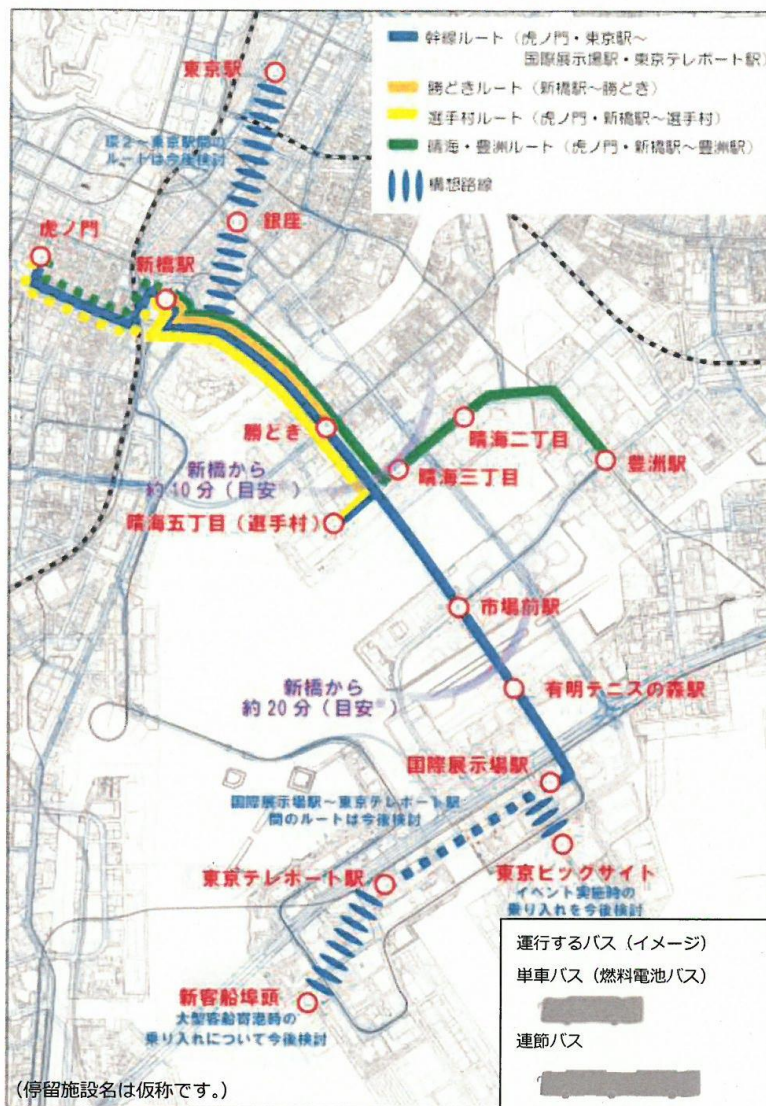 幹線ルート（虎ノ門・東京駅～
国際展示場駅・東京テレポート駅）
勝どきルート（新橋駅～勝どき）
選手村ルート（虎ノ門・新橋駅～選手村）
晴海・豊洲ルート（虎ノ門・新橋駅～豊洲駅）
構想路線
東京駅
環2～東京駅間の
ルートは今後検討
銀座
虎ノ門
新橋駅
勝どき
晴海二丁目
豊洲駅
晴海三丁目
新橋から
約10分（目安）
晴海五丁目（選手村）
市場前駅
新橋から
約20分（目安）
有明テニスの森駅
国際展示場駅
国際展示場駅～東京テレポート駅
間のルートは今後検討
東京テレポート駅
東京ビックサイト
イベント実施時の
乗り入れを今後検討
新客船埠頭
大型客船寄港時の
乗り入れについて今後検討
運行するバス（イメージ）
単車バス（燃料電池バス）
連節バス
（停留施設名は仮称です。）